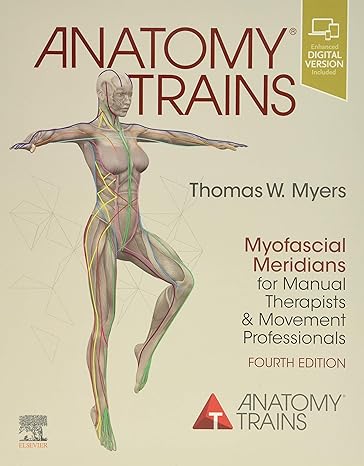 ANATOMY®
TRAINS
Enhanced
DIGITAL
VERSION
Included
Thomas W. Myers
Myofascial
Meridians
for Manual
Therapists
& Movement
Professionals
FOURTH EDITION
ANATOMY®
TRAINS
ELSEVIER